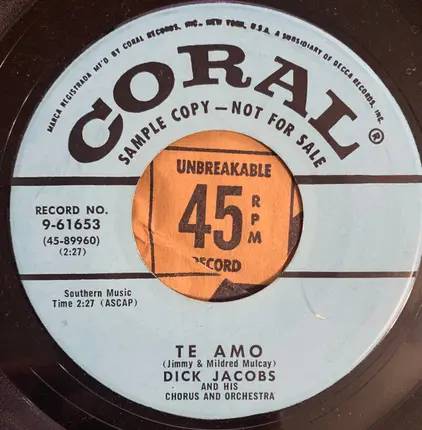 MARCA REGISTRADA MF'D BY CORAL RECORDS, INC., NEW YORK, U.S.A. A SUBSIDIARY OF DECCA RECORDS, INC.
CORAL®
SAMPLE COPY — NOT FOR SALE
UNBREAKABLE
45 RPM
RECORD
RECORD NO.
9-61653
(45-89960)
(2:27)
Southern Music
Time 2:27 (ASCAP)
TE AMO
(Jimmy & Mildred Mulcay)
DICK JACOBS
AND HIS
CHORUS AND ORCHESTRA